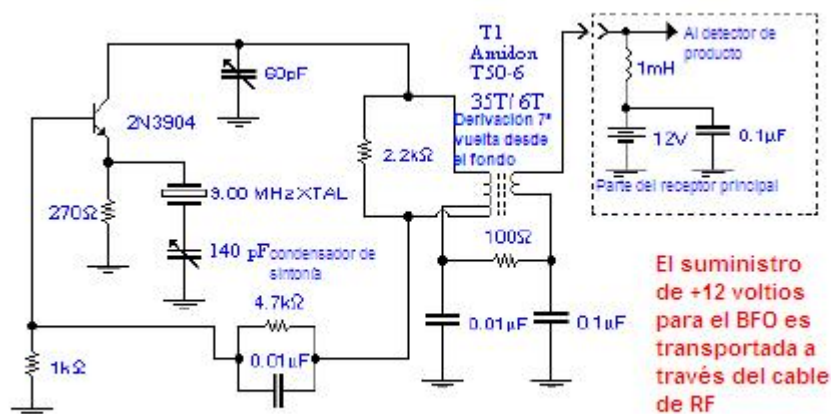 T1
Amidon
T50-6
35T/6T
Derivación 7ª
vuelta desde
el fondo
Al detector de
producto
1mH
12V
0.1µF
Parte del receptor principal
60pF
2N3904
2.2kΩ
9.00 MHz XTAL
270Ω
140 pF condensador de
sintonía
100Ω
4.7kΩ
0.01µF
0.01µF
0.1µF
1kΩ
El suministro
de +12 voltios
para el BFO es
transportada a
través del cable
de RF